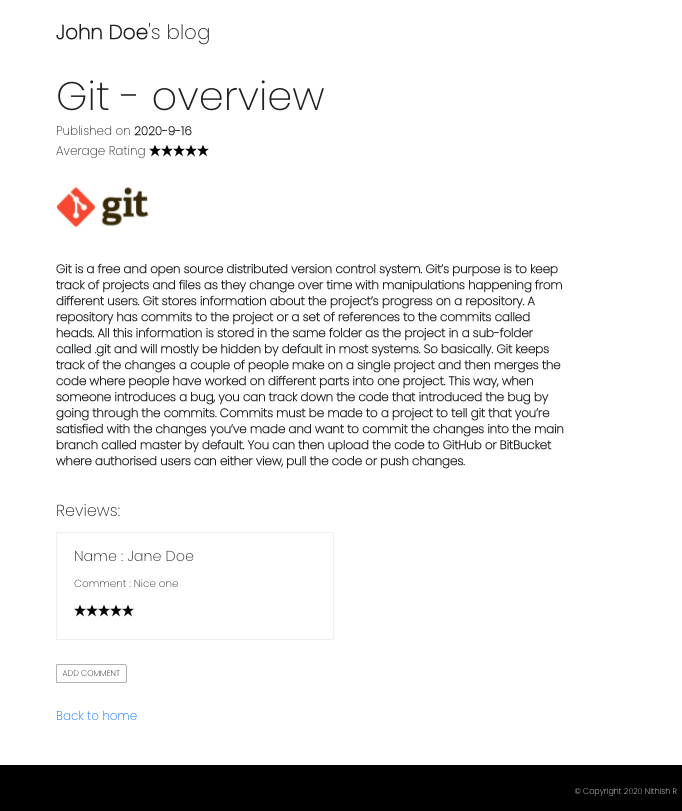 John Doe's blog
Git - overview
Published on 2020-9-16
Average Rating ★★★★★
git
Git is a free and open source distributed version control system. Git's purpose is to keep
track of projects and files as they change over time with manipulations happening from
different users. Git stores information about the project's progress on a repository. A
repository has commits to the project or a set of references to the commits called
heads. All this information is stored in the same folder as the project in a sub-folder
called .git and will mostly be hidden by default in most systems. So basically. Git keeps
track of the changes a couple of people make on a single project and then merges the
code where people have worked on different parts into one project. This way, when
someone introduces a bug, you can track down the code that introduced the bug by
going through the commits. Commits must be made to a project to tell git that you're
satisfied with the changes you've made and want to commit the changes into the main
branch called master by default. You can then upload the code to GitHub or BitBucket
where authorised users can either view, pull the code or push changes.
Reviews:
Name : Jane Doe
Comment : Nice one
★★★★★
ADD COMMENT
Back to home
© Copyright 2020 Nithish R